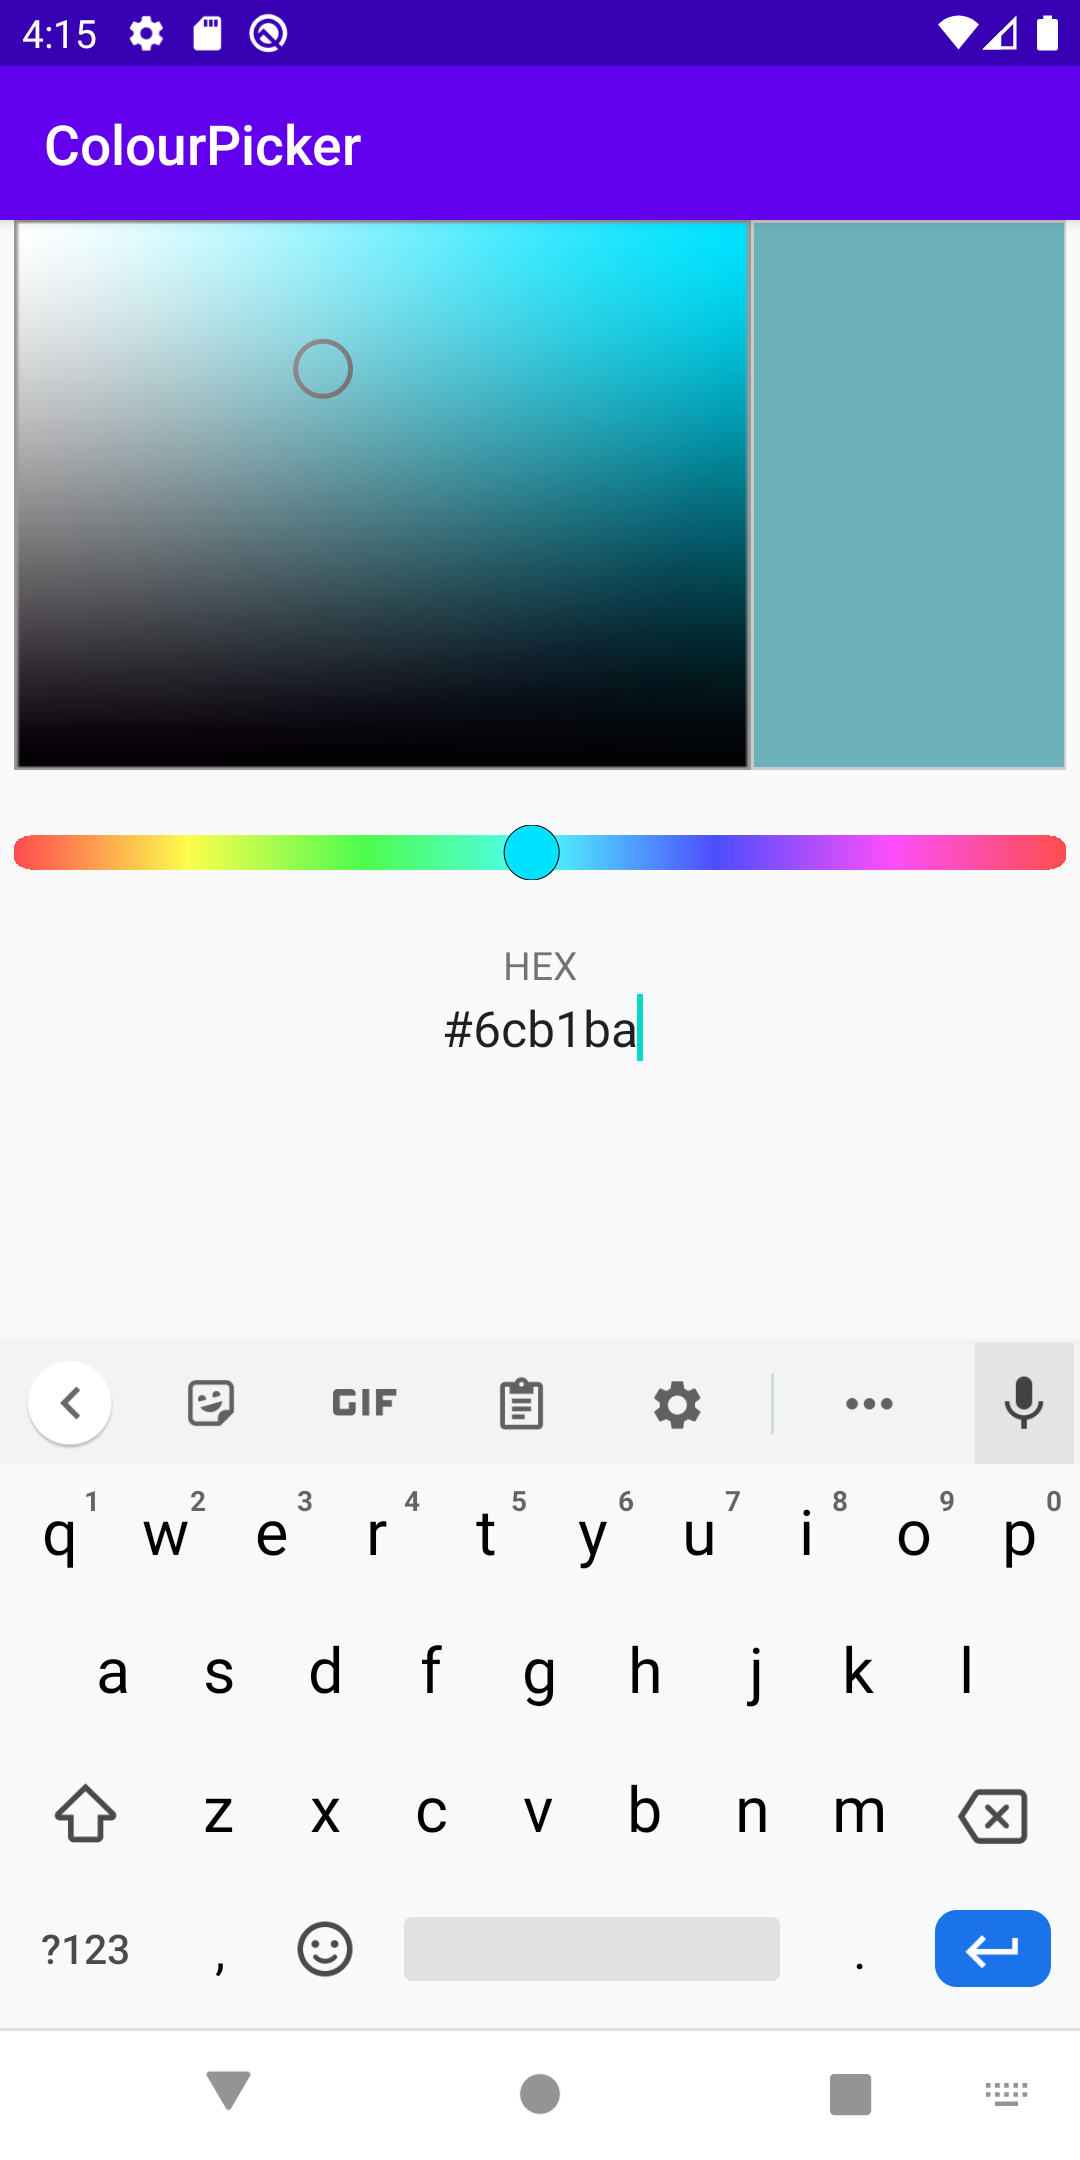 4:15
ColourPicker
HEX
#6cb1ba
GIF
1 2 3 4 5 6 7 8 9 0
q w e r t y u i o p
a s d f g h j k l
z x c v b n m
?123 , .